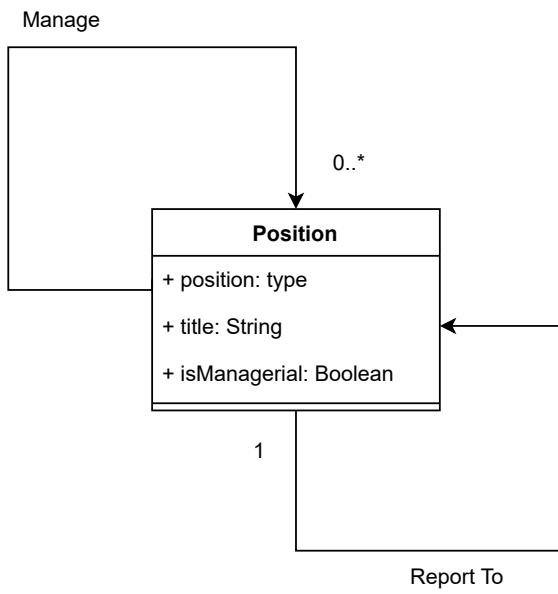 Manage
0..*
Position
+ position: type
+ title: String
+ isManagerial: Boolean
1
Report To